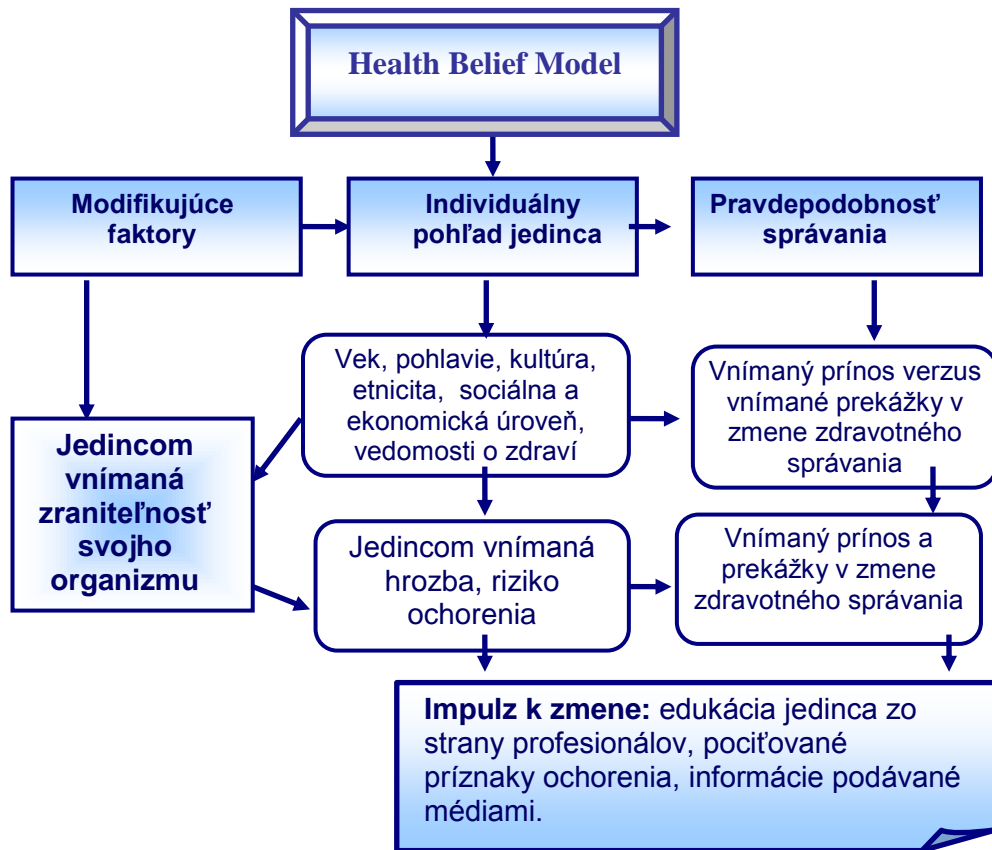 Health Belief Model
Modifikujúce
faktory
Individuálny
pohľad jedinca
Pravdepodobnosť
správania
Vek, pohlavie, kultúra,
etnicita, sociálna a
ekonomická úroveň,
vedomosti o zdraví
Vnímaný prínos verzus
vnímané prekážky v
zmene zdravotného
správania
Jedincom
vnímaná
zraniteľnosť
svojho
organizmu
Jedincom vnímaná
hrozba, riziko
ochorenia
Vnímaný prínos a
prekážky v zmene
zdravotného správania
Impulz k zmene: edukácia jedinca zo
strany profesionálov, pociťované
príznaky ochorenia, informácie podávané
médiami.